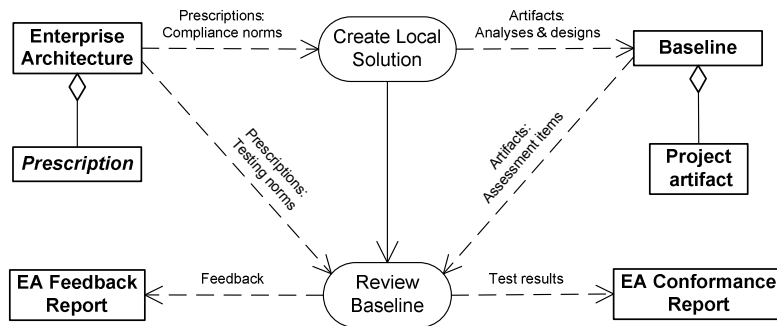 Enterprise
Architecture
Prescriptions:
Compliance norms
Create Local
Solution
Artifacts:
Analyses & designs
Baseline
Prescription
Prescriptions:
Testing norms
Artifacts:
Assessment items
Project
artifact
EA Feedback
Report
Feedback
Review
Baseline
Test results
EA Conformance
Report